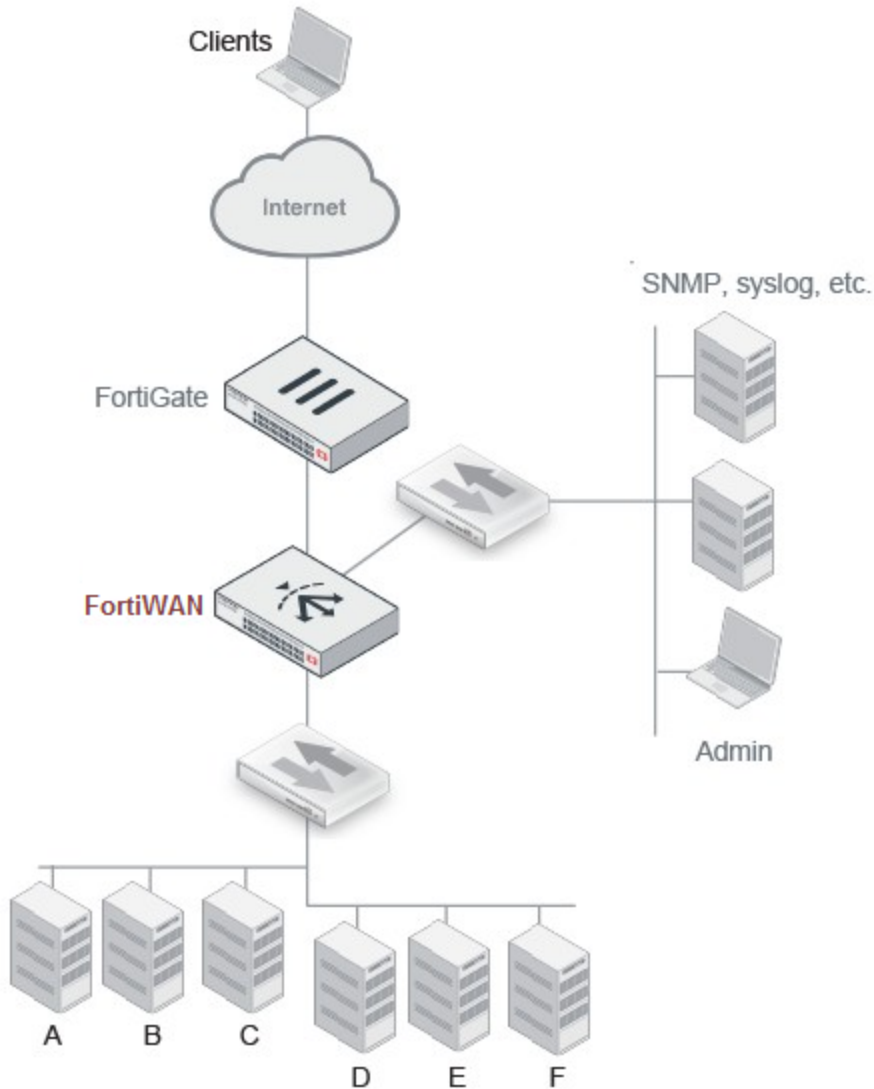 Clients
Internet
SNMP, syslog, etc.
FortiGate
FortiWAN
Admin
A
B
C
D
E
F